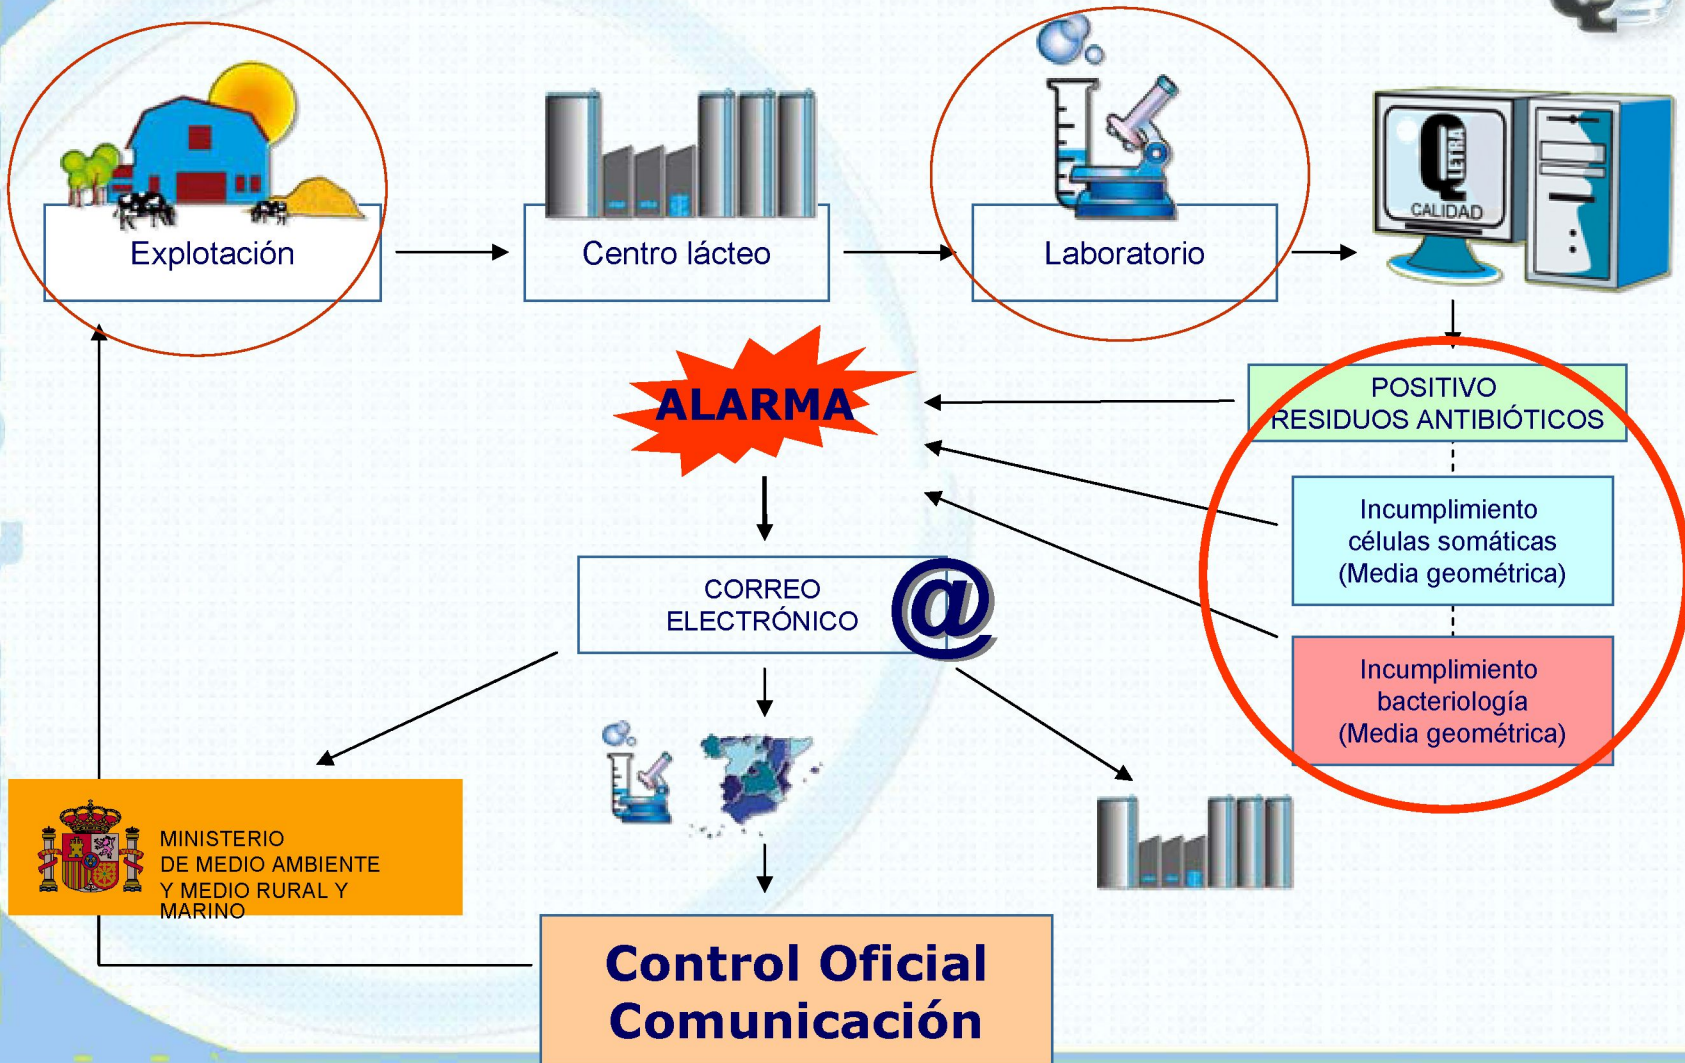 Explotación
Centro lácteo
Laboratorio
Q
LETRA
CALIDAD
ALARMA
POSITIVO
RESIDUOS ANTIBIÓTICOS
Incumplimiento
células somáticas
(Media geométrica)
CORREO
ELECTRÓNICO
@
Incumplimiento
bacteriología
(Media geométrica)
MINISTERIO
DE MEDIO AMBIENTE
Y MEDIO RURAL Y
MARINO
Control Oficial
Comunicación